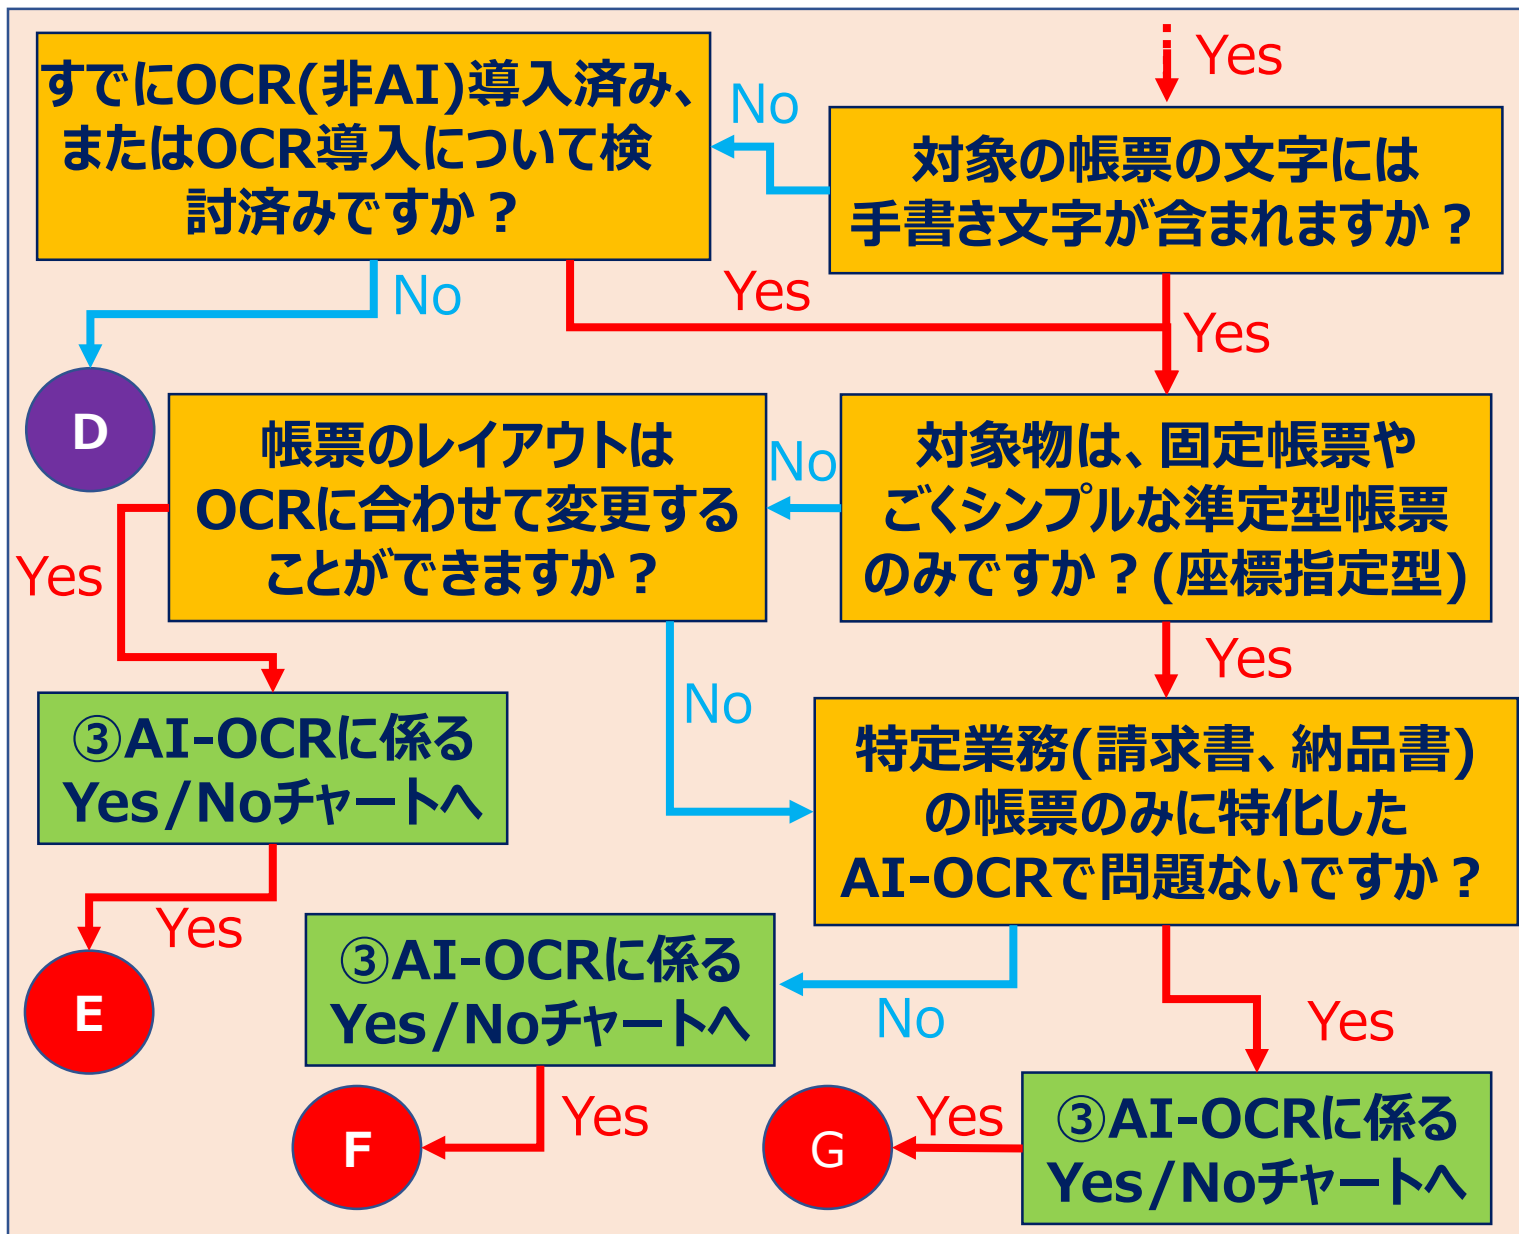 Yes
対象の帳票の文字には
手書き文字が含まれますか？
No
すでにOCR(非AI)導入済み、
またはOCR導入について検
討済みですか？
No
Yes
Yes
D
対象物は、固定帳票や
ごくシンプルな準定型帳票
のみですか？(座標指定型)
No
帳票のレイアウトは
OCRに合わせて変更する
ことができますか？
Yes
No
Yes
③AI-OCRに係る
Yes/Noチャートへ
Yes
E
特定業務(請求書、納品書)
の帳票のみに特化した
AI-OCRで問題ないですか？
No
Yes
③AI-OCRに係る
Yes/Noチャートへ
Yes
F
③AI-OCRに係る
Yes/Noチャートへ
Yes
G